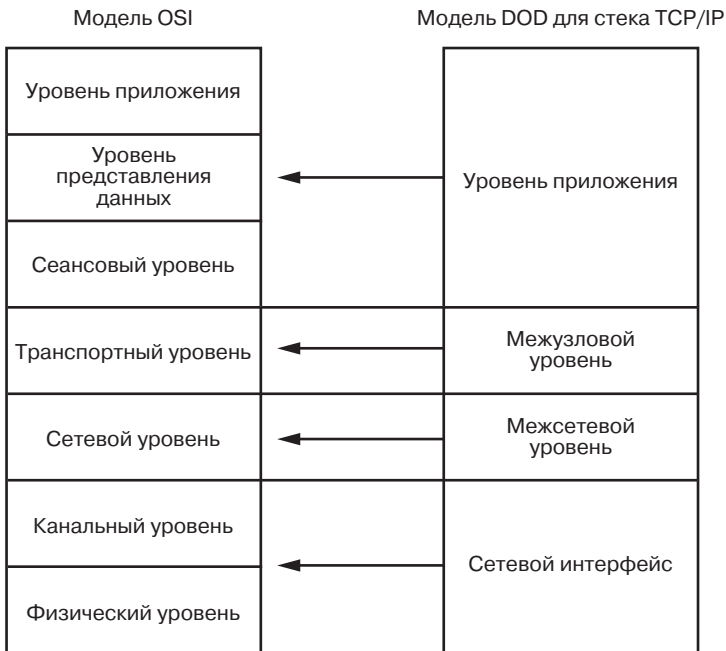 Модель OSI
Модель DOD для стека TCP/IP
Уровень приложения
Уровень
представления
данных
Сеансовый уровень
Транспортный уровень
Сетевой уровень
Канальный уровень
Физический уровень
Уровень приложения
Межузловой
уровень
Межсетевой
уровень
Сетевой интерфейс